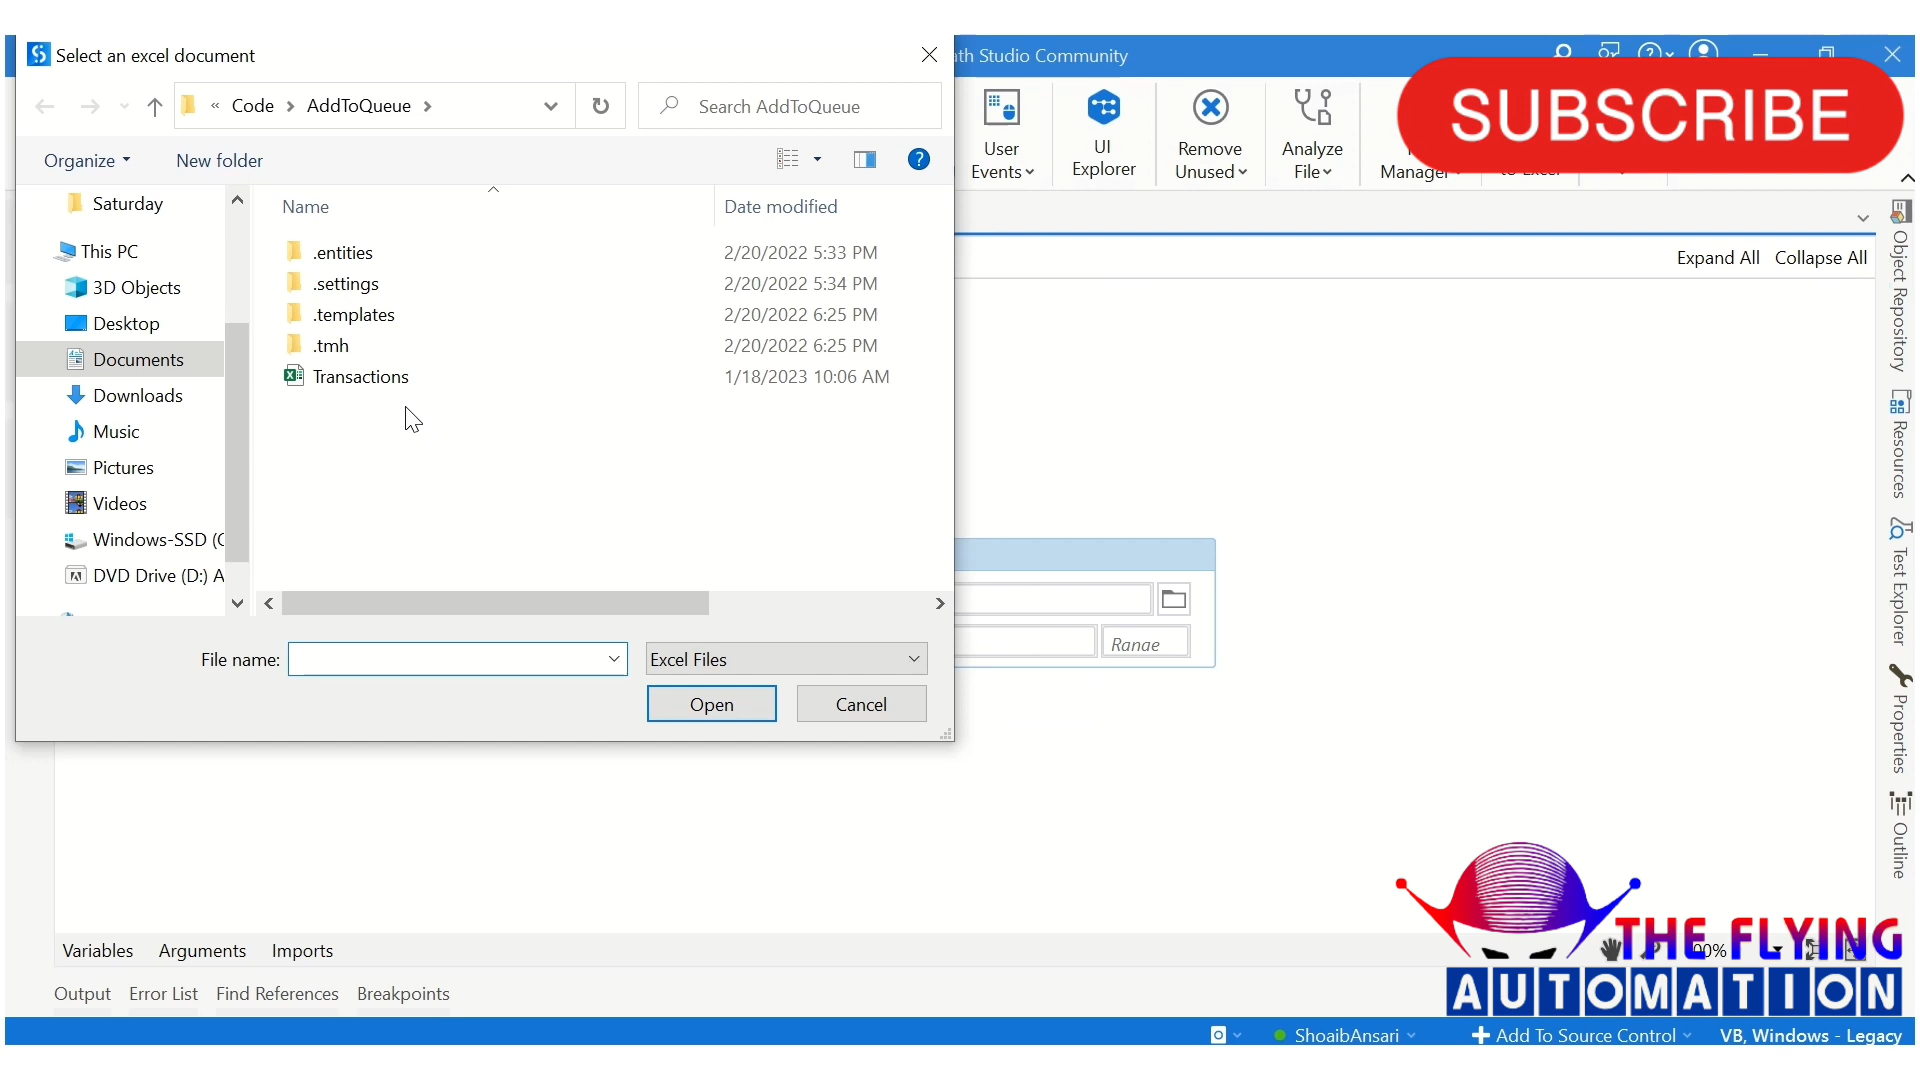 Select an excel document
ath Studio Community
SUBSCRIBE
« Code > AddToQueue >
Search AddToQueue
Organize
New folder
User
Events
UI
Explorer
Remove
Unused
Analyze
File
Manager
to Excel
Name
Date modified
Saturday
This PC
3D Objects
Desktop
Documents
Downloads
Music
Pictures
Videos
Windows-SSD (C
DVD Drive (D:) A
.entities 2/20/2022 5:33 PM
.settings 2/20/2022 5:34 PM
.templates 2/20/2022 6:25 PM
.tmh 2/20/2022 6:25 PM
Transactions 1/18/2023 10:06 AM
Expand All Collapse All
Object Repository
Resources
Test Explorer
Properties
Outline
Ranae
File name:
Excel Files
Open
Cancel
Variables Arguments Imports
00%
Output Error List Find References Breakpoints
THE FLYING
AUTOMATION
ShoaibAnsari
Add To Source Control
VB, Windows - Legacy